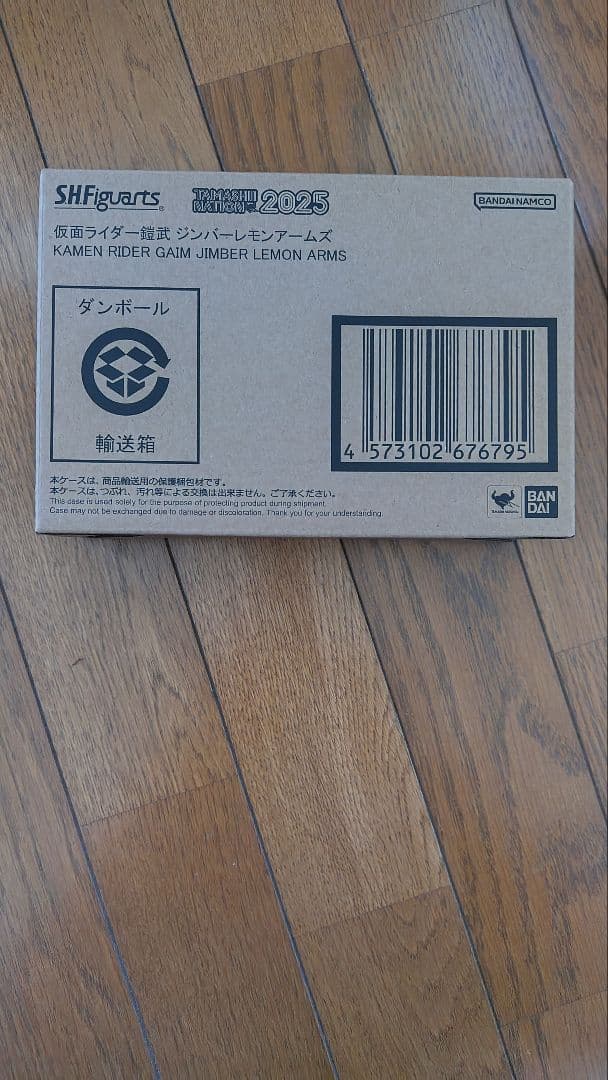 S.H.Figuarts
TAMASHII NATION 2025
BANDAI NAMCO
仮面ライダー鎧武 ジンバーレモンアームズ
KAMEN RIDER GAIM JIMBER LEMON ARMS
ダンボール
輸送箱
4 573102 676795
本ケースは、商品輸送用の保護梱包材です。
本ケースは、つぶれ、汚れ等による交換は出来ません。ご了承ください。
This case is used solely for the purpose of protecting product during shipment.
Case may not be exchanged due to damage or discoloration. Thank you for your understanding.
BAN
DAI